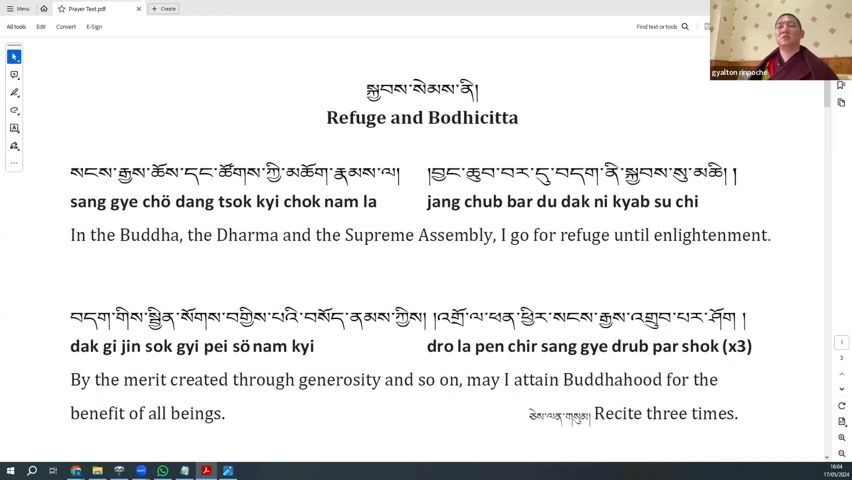 Menu
Prayer Text.pdf
Create
All tools Edit Convert E-Sign
Find text or tools
gyalton rinpoche
སྐྱབས་སེམས་ནི།
Refuge and Bodhicitta
སངས་རྒྱས་ཆོས་དང་ཚོགས་ཀྱི་མཆོག་རྣམས་ལ། །བྱང་ཆུབ་བར་དུ་བདག་ནི་སྐྱབས་སུ་མཆི། །
sang gye chö dang tsok kyi chok nam la jang chub bar du dak ni kyab su chi
In the Buddha, the Dharma and the Supreme Assembly, I go for refuge until enlightenment.
བདག་གིས་སྦྱིན་སོགས་བགྱིས་པའི་བསོད་ནམས་ཀྱིས། །འགྲོ་ལ་ཕན་ཕྱིར་སངས་རྒྱས་འགྲུབ་པར་ཤོག །
dak gi jin sok gyi pei sö nam kyi dro la pen chir sang gye drub par shok (x3)
By the merit created through generosity and so on, may I attain Buddhahood for the
benefit of all beings. ཅེས་ལན་གསུམ། Recite three times.
1
3
16:04
17/05/2024